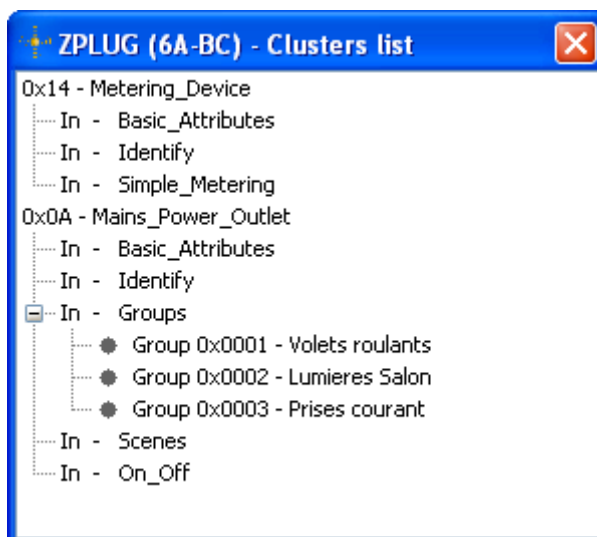 ZPLUG (6A-BC) - Clusters list
0x14 - Metering_Device
In - Basic_Attributes
In - Identify
In - Simple_Metering
0x0A - Mains_Power_Outlet
In - Basic_Attributes
In - Identify
In - Groups
Group 0x0001 - Volets roulants
Group 0x0002 - Lumieres Salon
Group 0x0003 - Prises courant
In - Scenes
In - On_Off